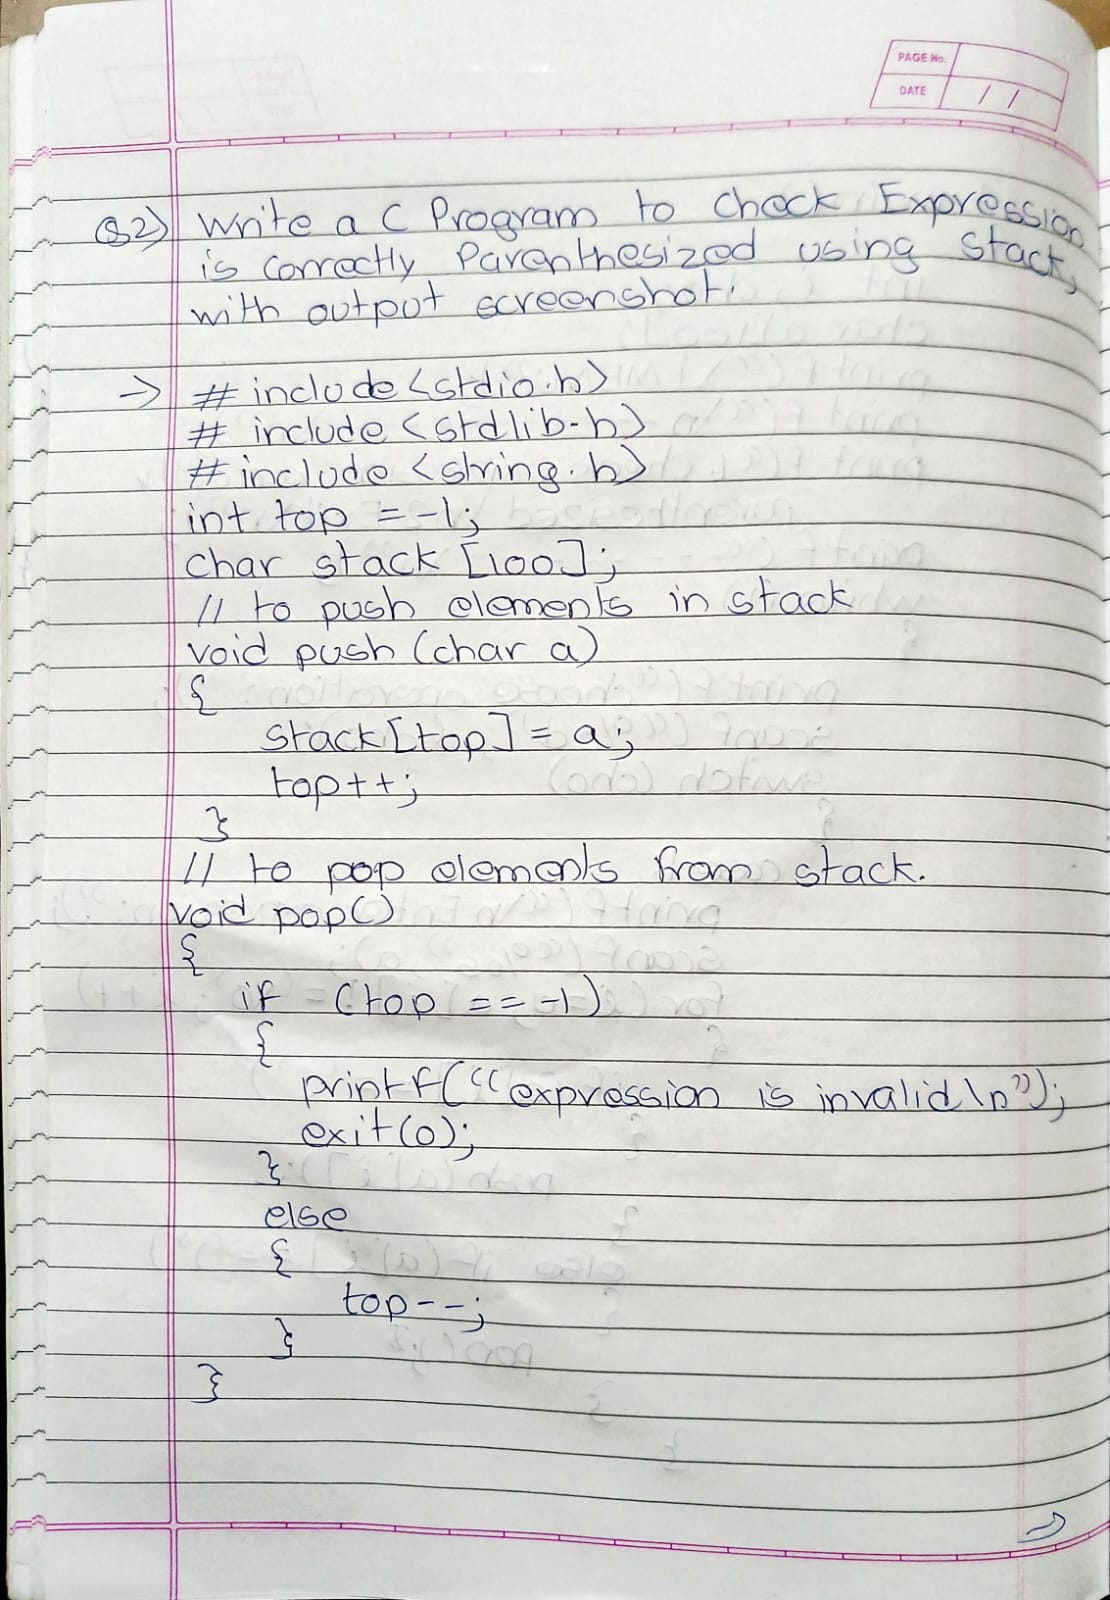 PAGE No.
DATE / /
Q2) Write a C Program to check Expression
is correctly Parenthesized using stack,
with output screenshot.
→ # include <stdio.h>
# include <stdlib.h>
# include <string.h>
int top = -1;
char stack [100];
// to push elements in stack
void push (char a)
{
stack[top] = a;
top++;
}
// to pop elements from stack.
void pop()
{
if (top == -1)
{
printf("expression is invalid\n");
exit(0);
}
else
{
top--;
}
}
→